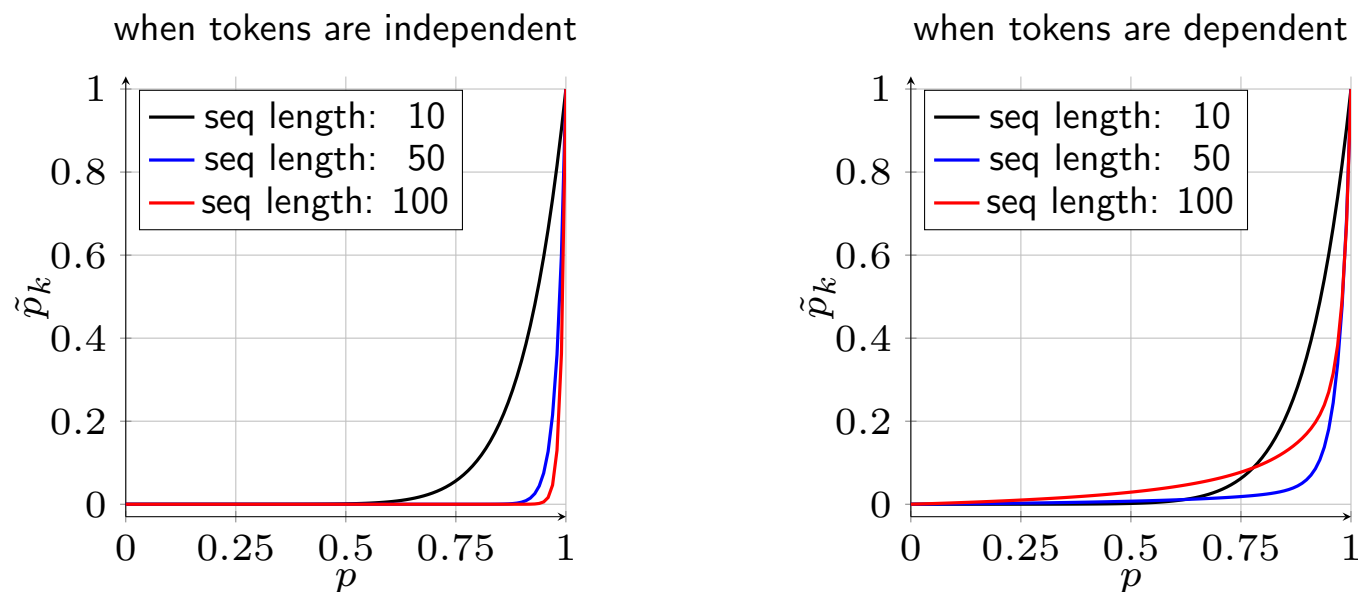 when tokens are independent
1
0.8
0.6
0.4
0.2
0
p̃k
seq length: 10
seq length: 50
seq length: 100
0 0.25 0.5 0.75 1
p
when tokens are dependent
1
0.8
0.6
0.4
0.2
0
p̃k
seq length: 10
seq length: 50
seq length: 100
0 0.25 0.5 0.75 1
p